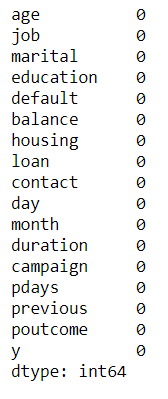 age 0
job 0
marital 0
education 0
default 0
balance 0
housing 0
loan 0
contact 0
day 0
month 0
duration 0
campaign 0
pdays 0
previous 0
poutcome 0
y 0
dtype: int64